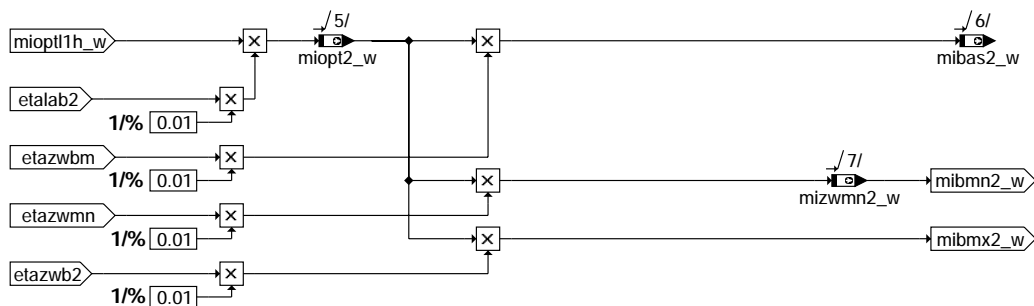 / 5/
/ 6/
mioptl1h_w
miopt2_w
mibas2_w
etalab2
1/% 0.01
etazwbm
1/% 0.01
/ 7/
mizwmn2_w
mibmn2_w
etazwmn
1/% 0.01
mibmx2_w
etazwb2
1/% 0.01